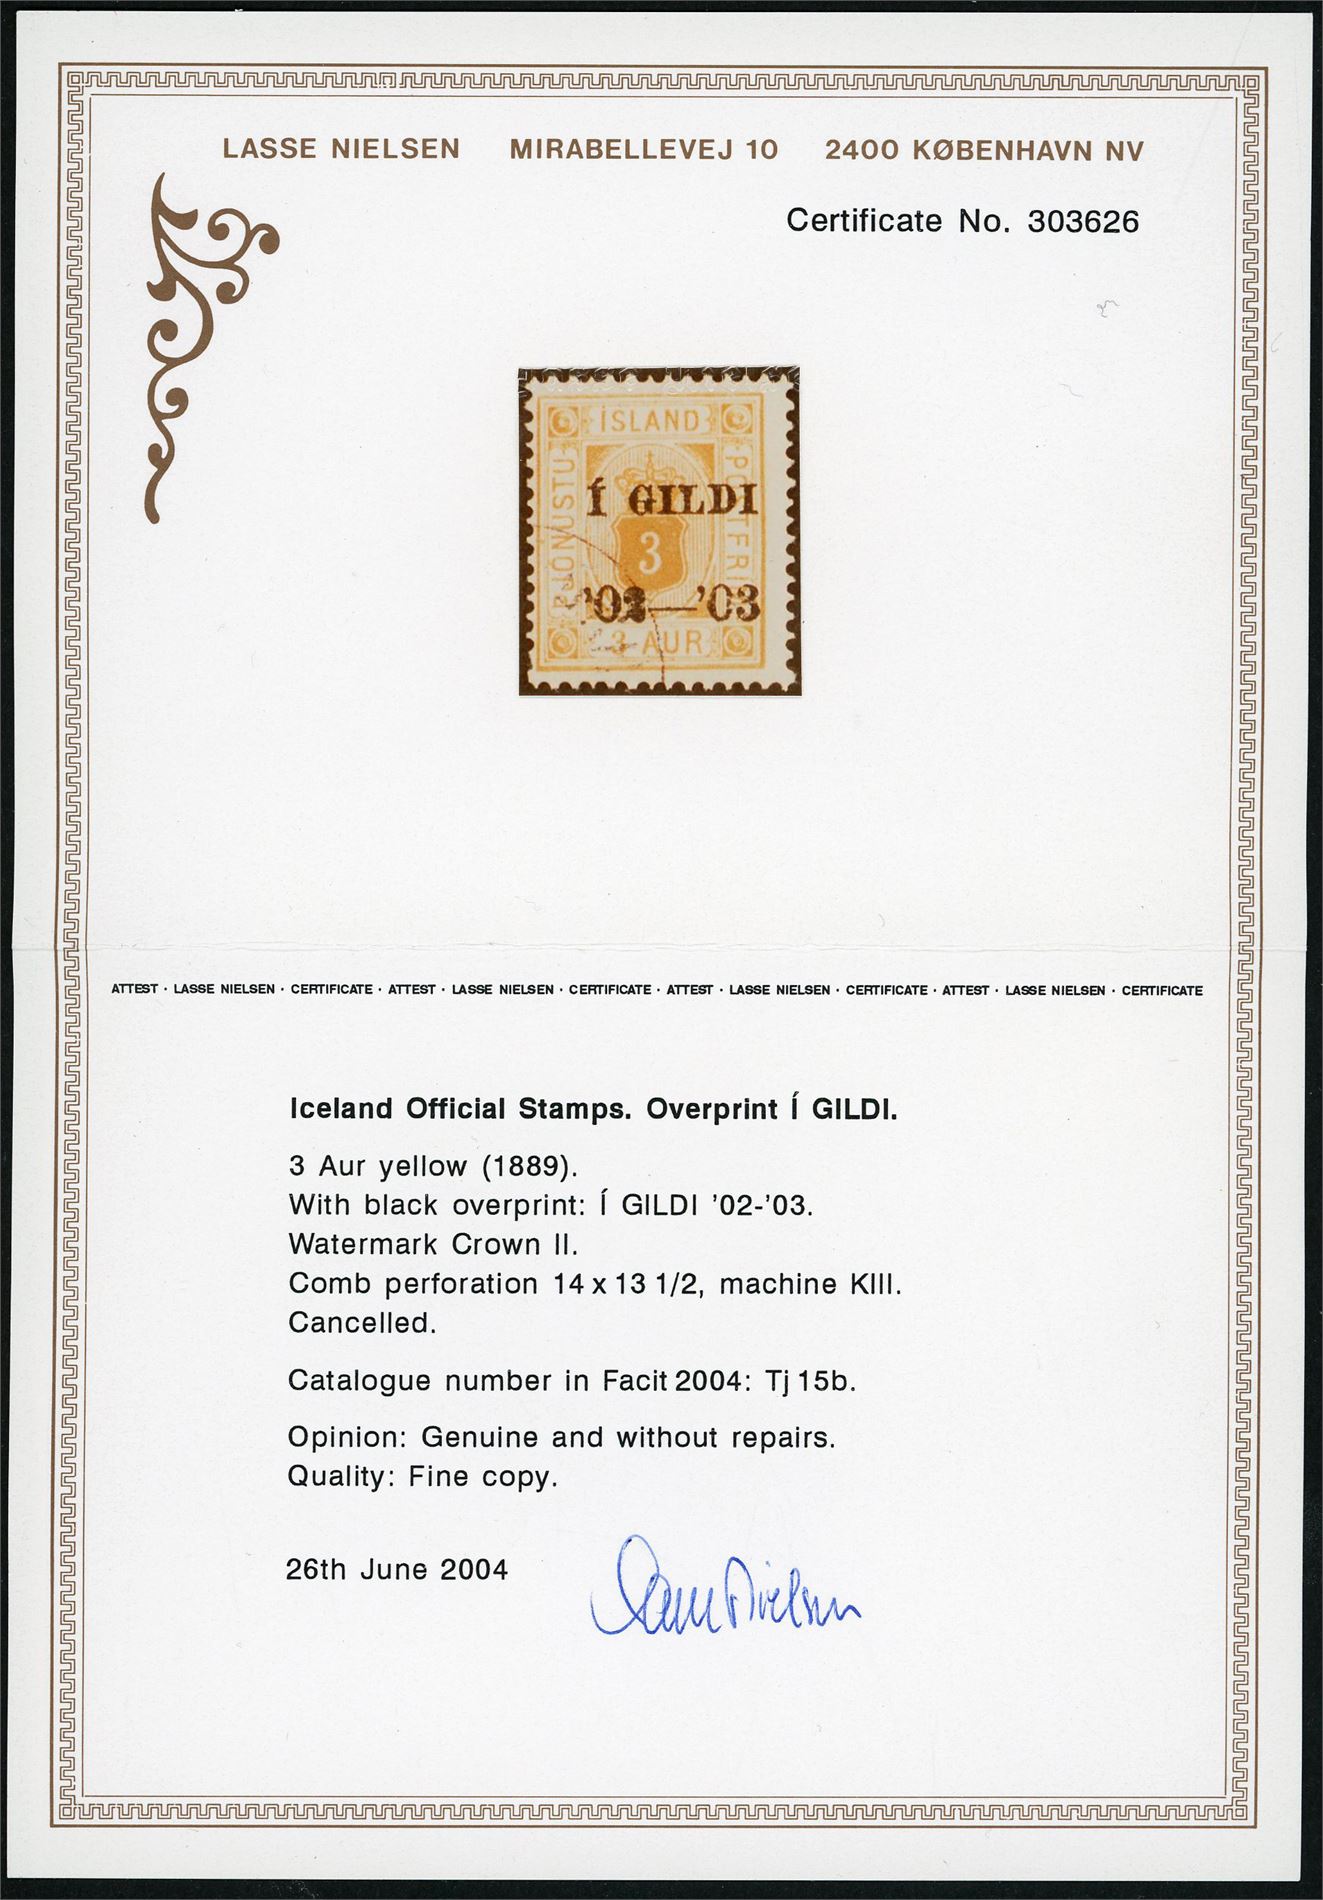 LASSE NIELSEN MIRABELLEVEJ 10 2400 KØBENHAVN NV
Certificate No. 303626
ÍSLAND
ÞJÓNUSTU
PÓSTFRIM
Í GILDI
3
'02—'03
3 AUR
ATTEST · LASSE NIELSEN · CERTIFICATE · ATTEST · LASSE NIELSEN · CERTIFICATE · ATTEST · LASSE NIELSEN · CERTIFICATE · ATTEST · LASSE NIELSEN · CERTIFICATE
Iceland Official Stamps. Overprint Í GILDI.
3 Aur yellow (1889).
With black overprint: Í GILDI '02-'03.
Watermark Crown II.
Comb perforation 14 x 13 1/2, machine KIII.
Cancelled.
Catalogue number in Facit 2004: Tj 15b.
Opinion: Genuine and without repairs.
Quality: Fine copy.
26th June 2004
Lasse Nielsen